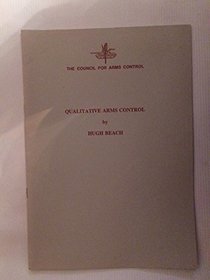 THE COUNCIL FOR ARMS CONTROL
QUALITATIVE ARMS CONTROL
by
HUGH BEACH